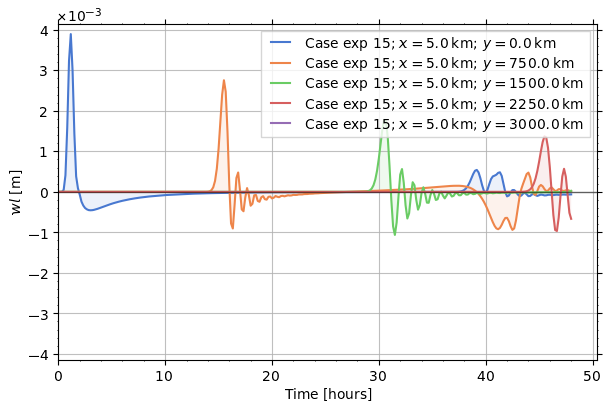 ×10⁻³
4
3
2
1
0
−1
−2
−3
−4
wl [m]
Case exp 15; x = 5.0 km; y = 0.0 km
Case exp 15; x = 5.0 km; y = 750.0 km
Case exp 15; x = 5.0 km; y = 1500.0 km
Case exp 15; x = 5.0 km; y = 2250.0 km
Case exp 15; x = 5.0 km; y = 3000.0 km
0 10 20 30 40 50
Time [hours]